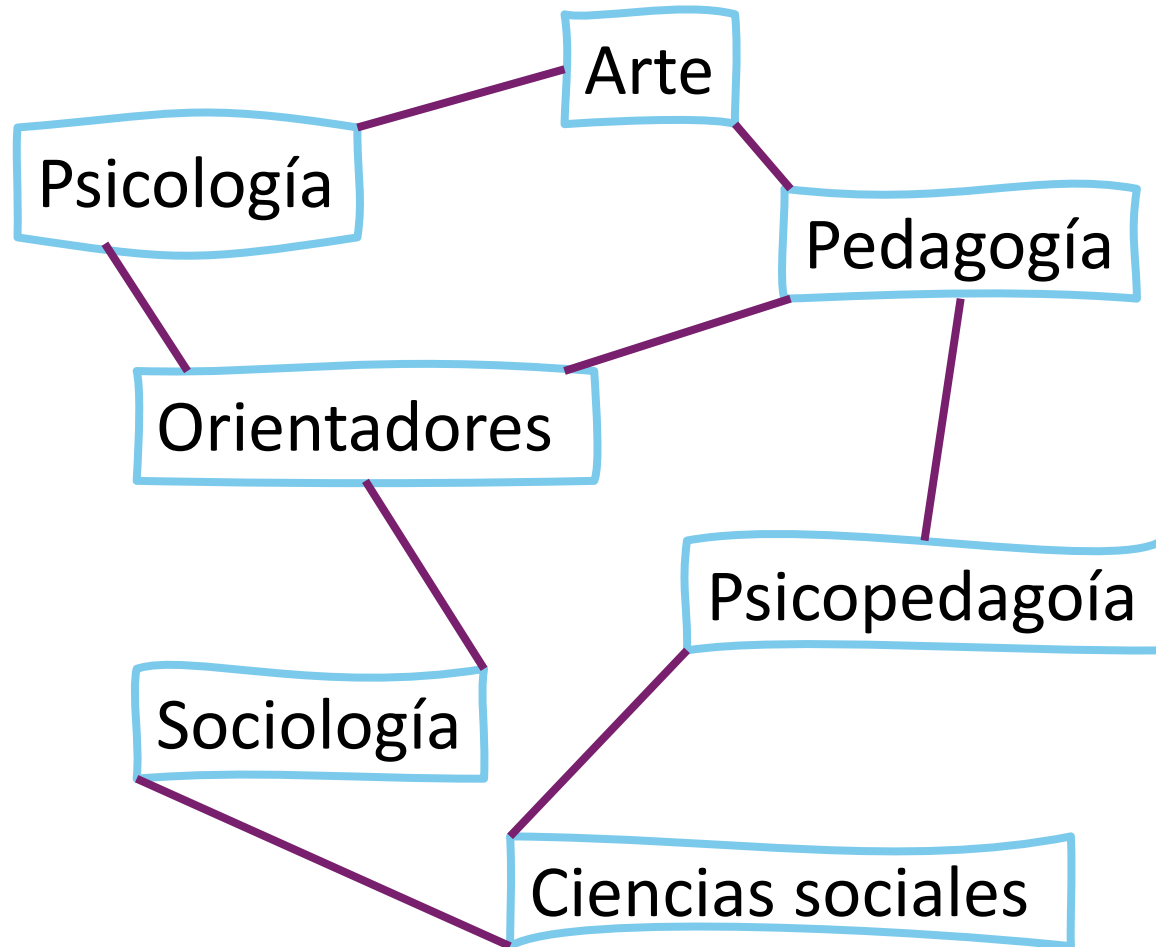 Arte
Psicología
Pedagogía
Orientadores
Psicopedagoía
Sociología
Ciencias sociales